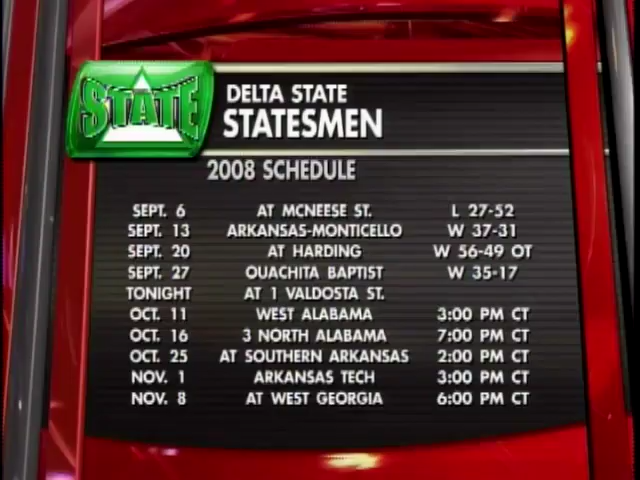 STATE
DELTA STATE
STATESMEN
2008 SCHEDULE
SEPT. 6 AT MCNEESE ST. L 27-52
SEPT. 13 ARKANSAS-MONTICELLO W 37-31
SEPT. 20 AT HARDING W 56-49 OT
SEPT. 27 OUACHITA BAPTIST W 35-17
TONIGHT AT 1 VALDOSTA ST.
OCT. 11 WEST ALABAMA 3:00 PM CT
OCT. 16 3 NORTH ALABAMA 7:00 PM CT
OCT. 25 AT SOUTHERN ARKANSAS 2:00 PM CT
NOV. 1 ARKANSAS TECH 3:00 PM CT
NOV. 8 AT WEST GEORGIA 6:00 PM CT